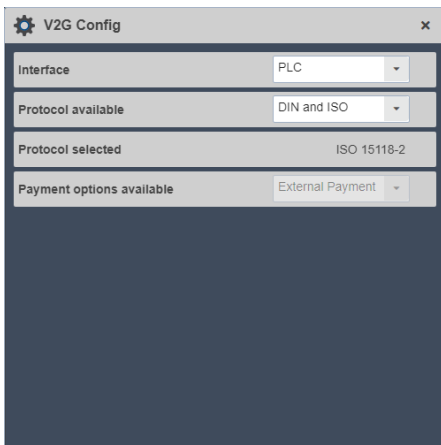 V2G Config
Interface PLC
Protocol available DIN and ISO
Protocol selected ISO 15118-2
Payment options available External Payment